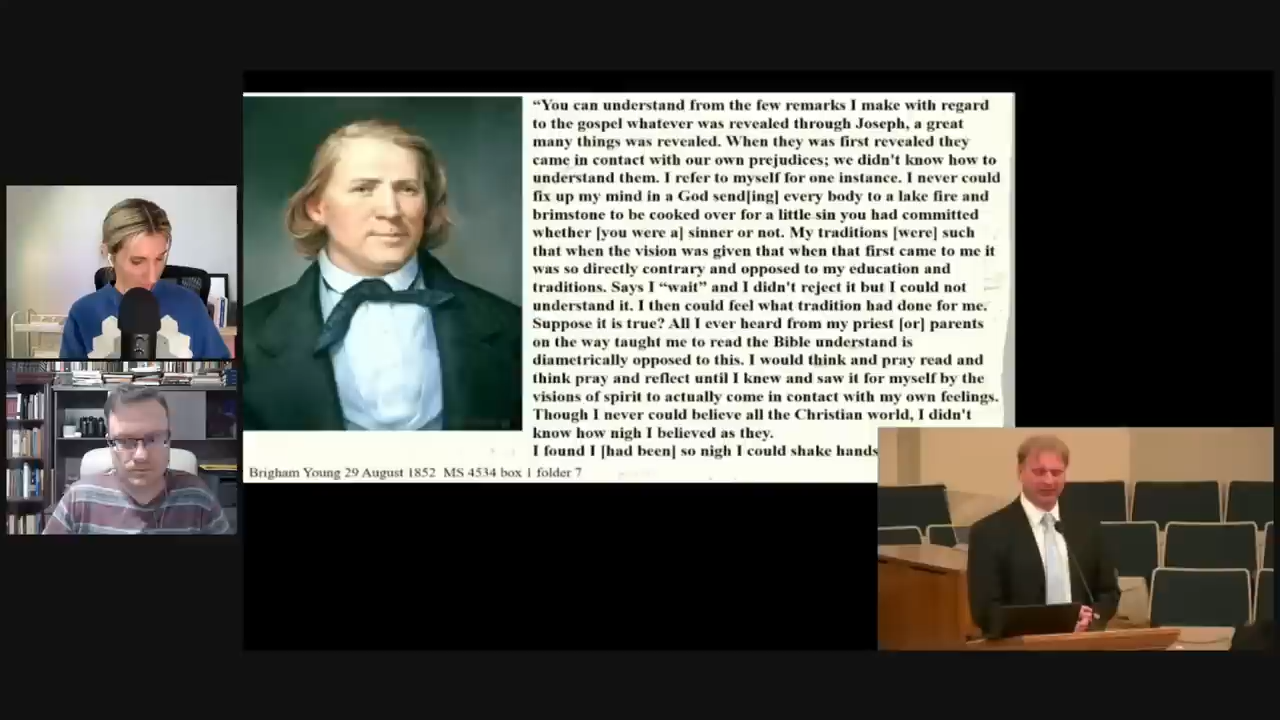 “You can understand from the few remarks I make with regard
to the gospel whatever was revealed through Joseph, a great
many things was revealed. When they was first revealed they
came in contact with our own prejudices; we didn't know how to
understand them. I refer to myself for one instance. I never could
fix up my mind in a God send[ing] every body to a lake fire and
brimstone to be cooked over for a little sin you had committed
whether [you were a] sinner or not. My traditions [were] such
that when the vision was given that when that first came to me it
was so directly contrary and opposed to my education and
traditions. Says I “wait” and I didn't reject it but I could not
understand it. I then could feel what tradition had done for me.
Suppose it is true? All I ever heard from my priest [or] parents
on the way taught me to read the Bible understand is
diametrically opposed to this. I would think and pray read and
think pray and reflect until I knew and saw it for myself by the
visions of spirit to actually come in contact with my own feelings.
Though I never could believe all the Christian world, I didn't
know how nigh I believed as they.
I found I [had been] so nigh I could shake hands
Brigham Young 29 August 1852 MS 4534 box 1 folder 7